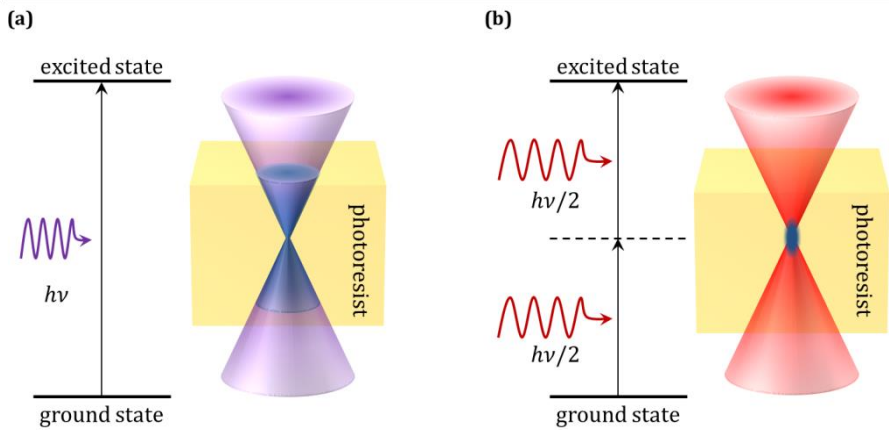 (a)
excited state
hν
photoresist
ground state
(b)
excited state
hν/2
hν/2
photoresist
ground state